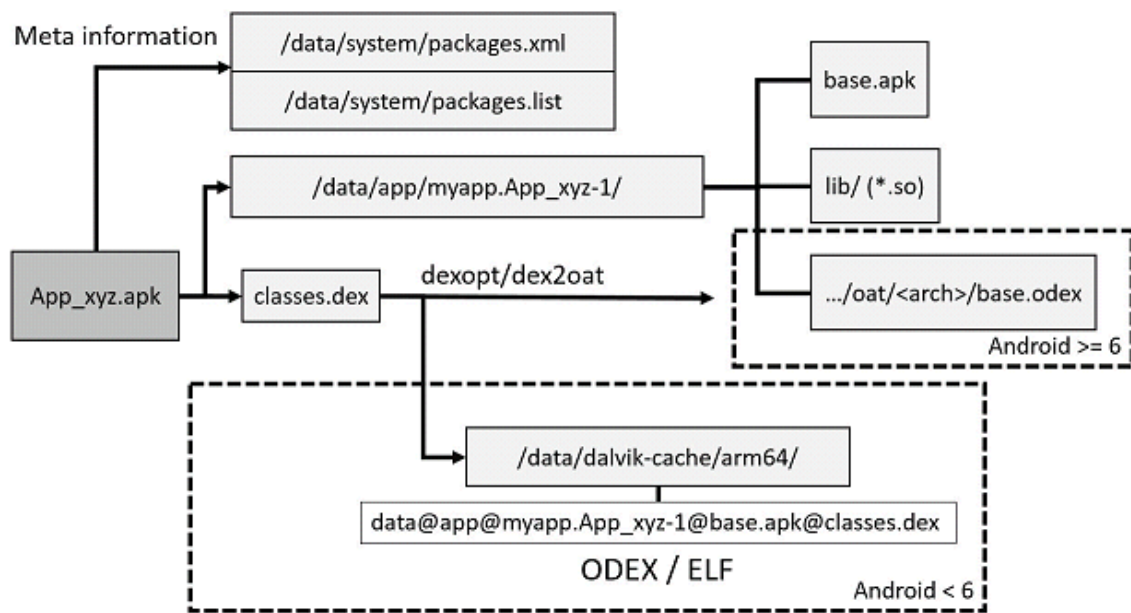 Meta information
/data/system/packages.xml
/data/system/packages.list
base.apk
/data/app/myapp.App_xyz-1/
lib/ (*.so)
App_xyz.apk
classes.dex
dexopt/dex2oat
.../oat/<arch>/base.odex
Android >= 6
/data/dalvik-cache/arm64/
data@app@myapp.App_xyz-1@base.apk@classes.dex
ODEX / ELF
Android < 6